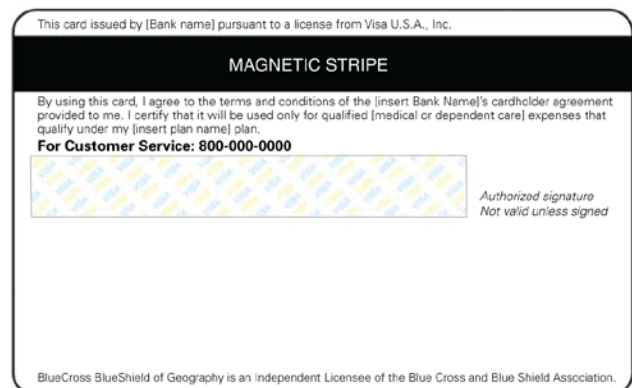 This card issued by [Bank name] pursuant to a license from Visa U.S.A., Inc.
MAGNETIC STRIPE
By using this card, I agree to the terms and conditions of the [insert Bank Name]'s cardholder agreement
provided to me. I certify that it will be used only for qualified [medical or dependent care] expenses that
qualify under my [insert plan name] plan.
For Customer Service: 800-000-0000
Authorized signature
Not valid unless signed
BlueCross BlueShield of Geography is an Independent Licensee of the Blue Cross and Blue Shield Association.